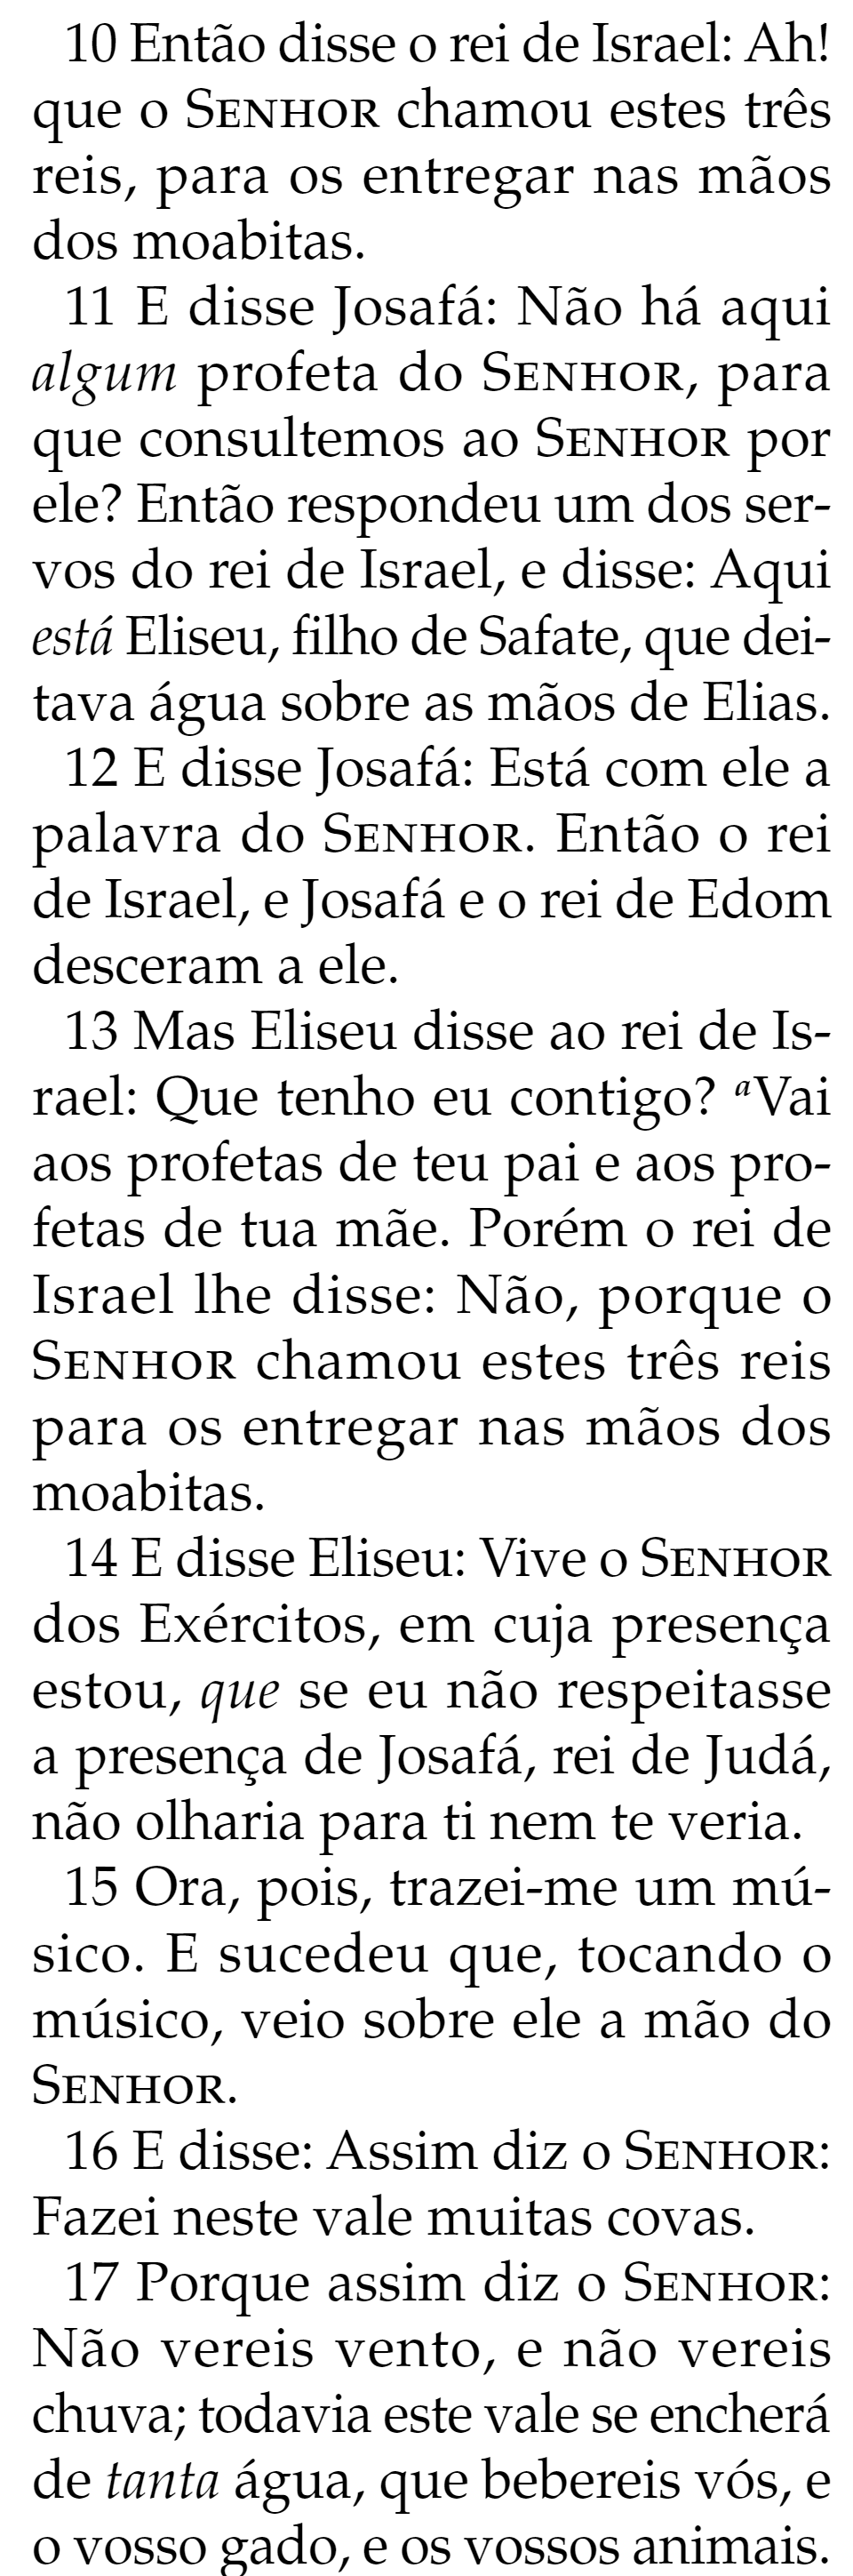 10 Então disse o rei de Israel: Ah!
que o SENHOR chamou estes três
reis, para os entregar nas mãos
dos moabitas.
11 E disse Josafá: Não há aqui
algum profeta do SENHOR, para
que consultemos ao SENHOR por
ele? Então respondeu um dos ser-
vos do rei de Israel, e disse: Aqui
está Eliseu, filho de Safate, que dei-
tava água sobre as mãos de Elias.
12 E disse Josafá: Está com ele a
palavra do SENHOR. Então o rei
de Israel, e Josafá e o rei de Edom
desceram a ele.
13 Mas Eliseu disse ao rei de Is-
rael: Que tenho eu contigo? aVai
aos profetas de teu pai e aos pro-
fetas de tua mãe. Porém o rei de
Israel lhe disse: Não, porque o
SENHOR chamou estes três reis
para os entregar nas mãos dos
moabitas.
14 E disse Eliseu: Vive o SENHOR
dos Exércitos, em cuja presença
estou, que se eu não respeitasse
a presença de Josafá, rei de Judá,
não olharia para ti nem te veria.
15 Ora, pois, trazei-me um mú-
sico. E sucedeu que, tocando o
músico, veio sobre ele a mão do
SENHOR.
16 E disse: Assim diz o SENHOR:
Fazei neste vale muitas covas.
17 Porque assim diz o SENHOR:
Não vereis vento, e não vereis
chuva; todavia este vale se encherá
de tanta água, que bebereis vós, e
o vosso gado, e os vossos animais.